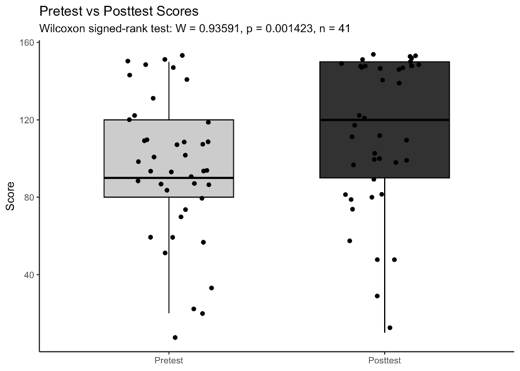 Pretest vs Posttest Scores
Wilcoxon signed-rank test: W = 0.93591, p = 0.001423, n = 41
160
120
80
40
Score
Pretest
Posttest